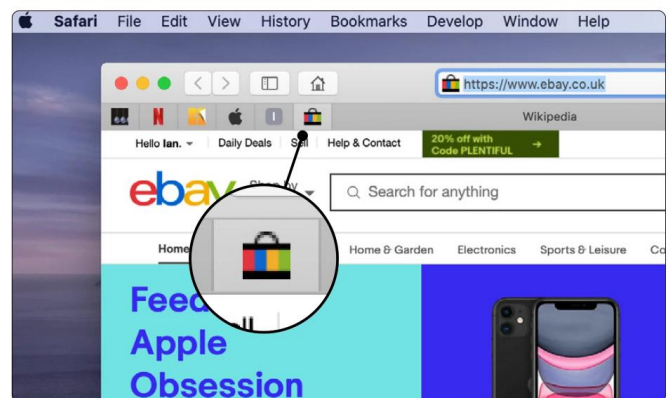 Safari File Edit View History Bookmarks Develop Window Help
https://www.ebay.co.uk
Wikipedia
Hello Ian. Daily Deals Sell Help & Contact
20% off with
Code PLENTIFUL →
ebay
Search for anything
Home Home & Garden Electronics Sports & Leisure
Feed
Apple
Obsession